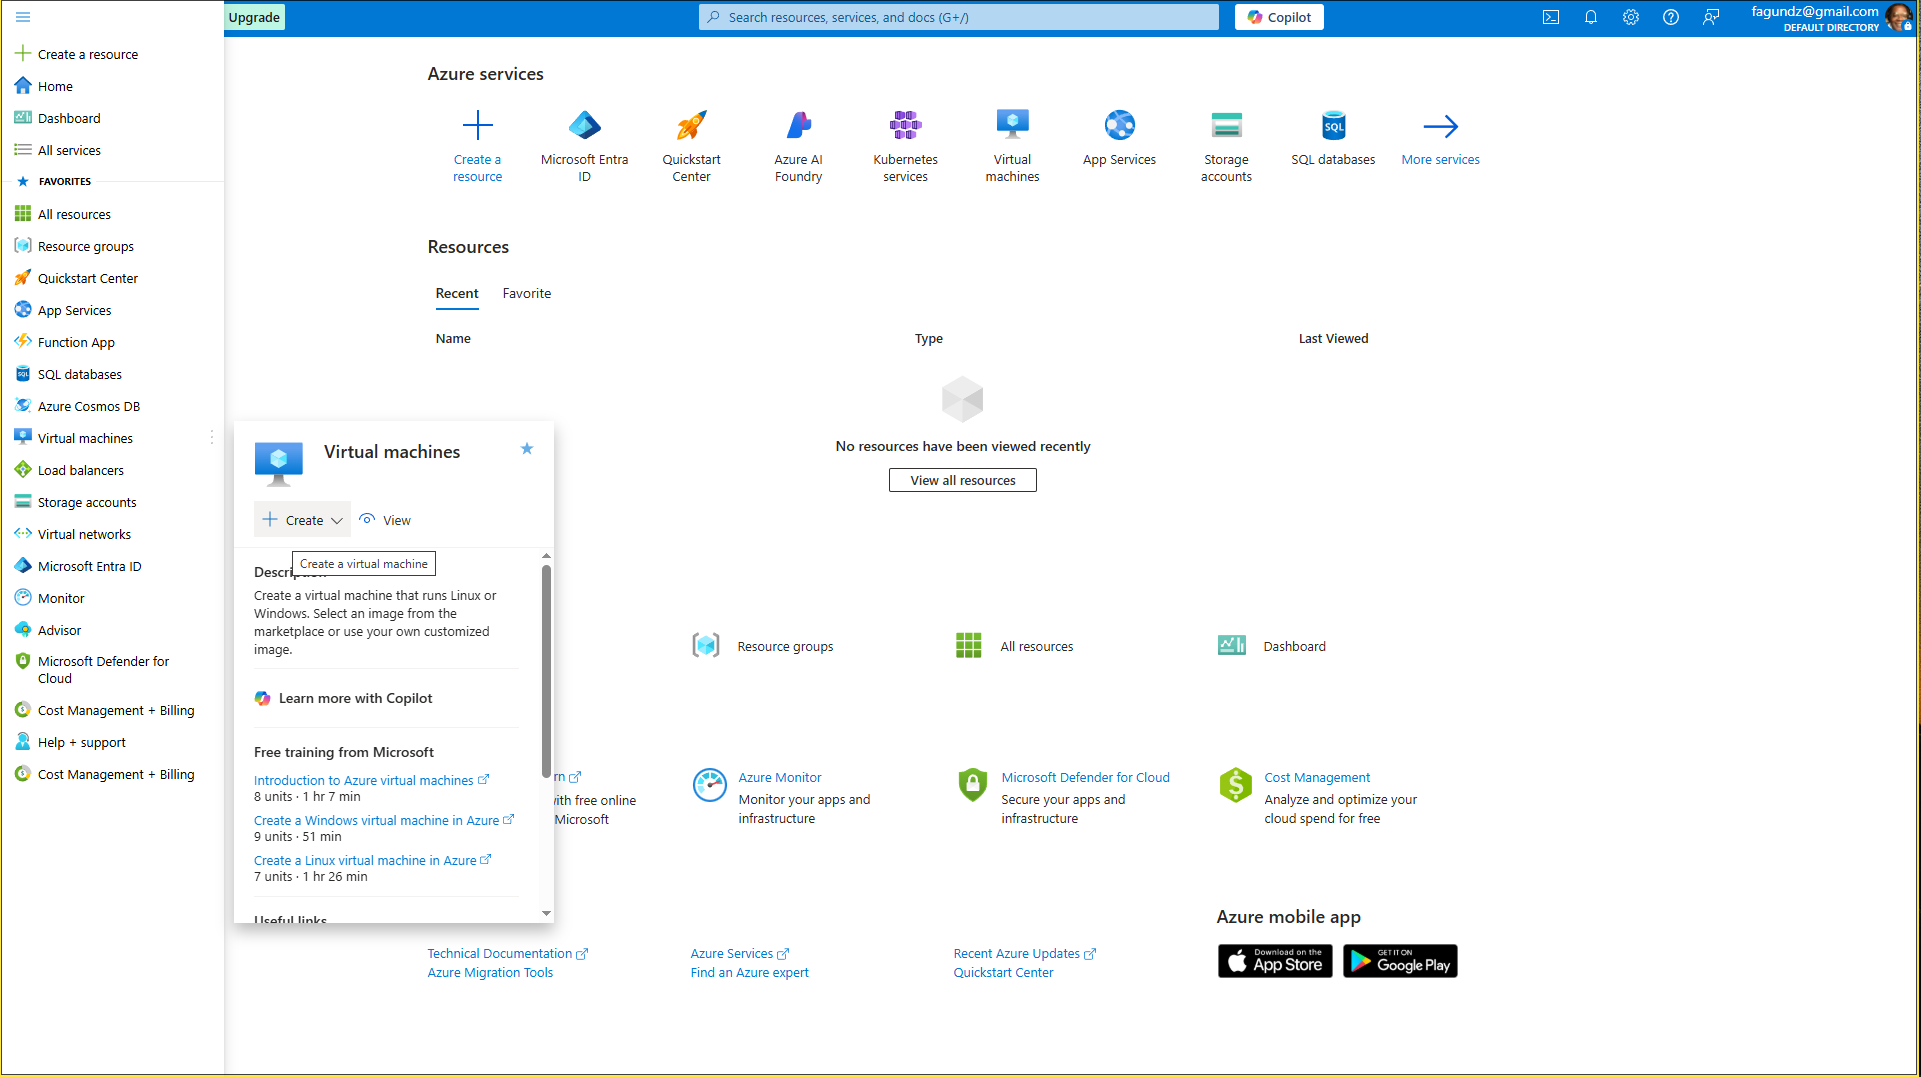 Upgrade
Search resources, services, and docs (G+/)
Copilot
fagundz@gmail.com
DEFAULT DIRECTORY
Create a resource
Home
Dashboard
All services
FAVORITES
All resources
Resource groups
Quickstart Center
App Services
Function App
SQL databases
Azure Cosmos DB
Virtual machines
Load balancers
Storage accounts
Virtual networks
Microsoft Entra ID
Monitor
Advisor
Microsoft Defender for
Cloud
Cost Management + Billing
Help + support
Cost Management + Billing
Azure services
Create a
resource
Microsoft Entra
ID
Quickstart
Center
Azure AI
Foundry
Kubernetes
services
Virtual
machines
App Services
Storage
accounts
SQL
SQL databases
More services
Resources
Recent
Favorite
Name
Type
Last Viewed
No resources have been viewed recently
View all resources
Virtual machines
Create
View
Create a virtual machine
Description
Create a virtual machine that runs Linux or
Windows. Select an image from the
marketplace or use your own customized
image.
Learn more with Copilot
Free training from Microsoft
Introduction to Azure virtual machines
8 units · 1 hr 7 min
Create a Windows virtual machine in Azure
9 units · 51 min
Create a Linux virtual machine in Azure
7 units · 1 hr 26 min
Useful links
Resource groups
All resources
Dashboard
rn
with free online
Microsoft
Azure Monitor
Monitor your apps and
infrastructure
Microsoft Defender for Cloud
Secure your apps and
infrastructure
Cost Management
Analyze and optimize your
cloud spend for free
Technical Documentation
Azure Migration Tools
Azure Services
Find an Azure expert
Recent Azure Updates
Quickstart Center
Azure mobile app
Download on the
App Store
GET IT ON
Google Play